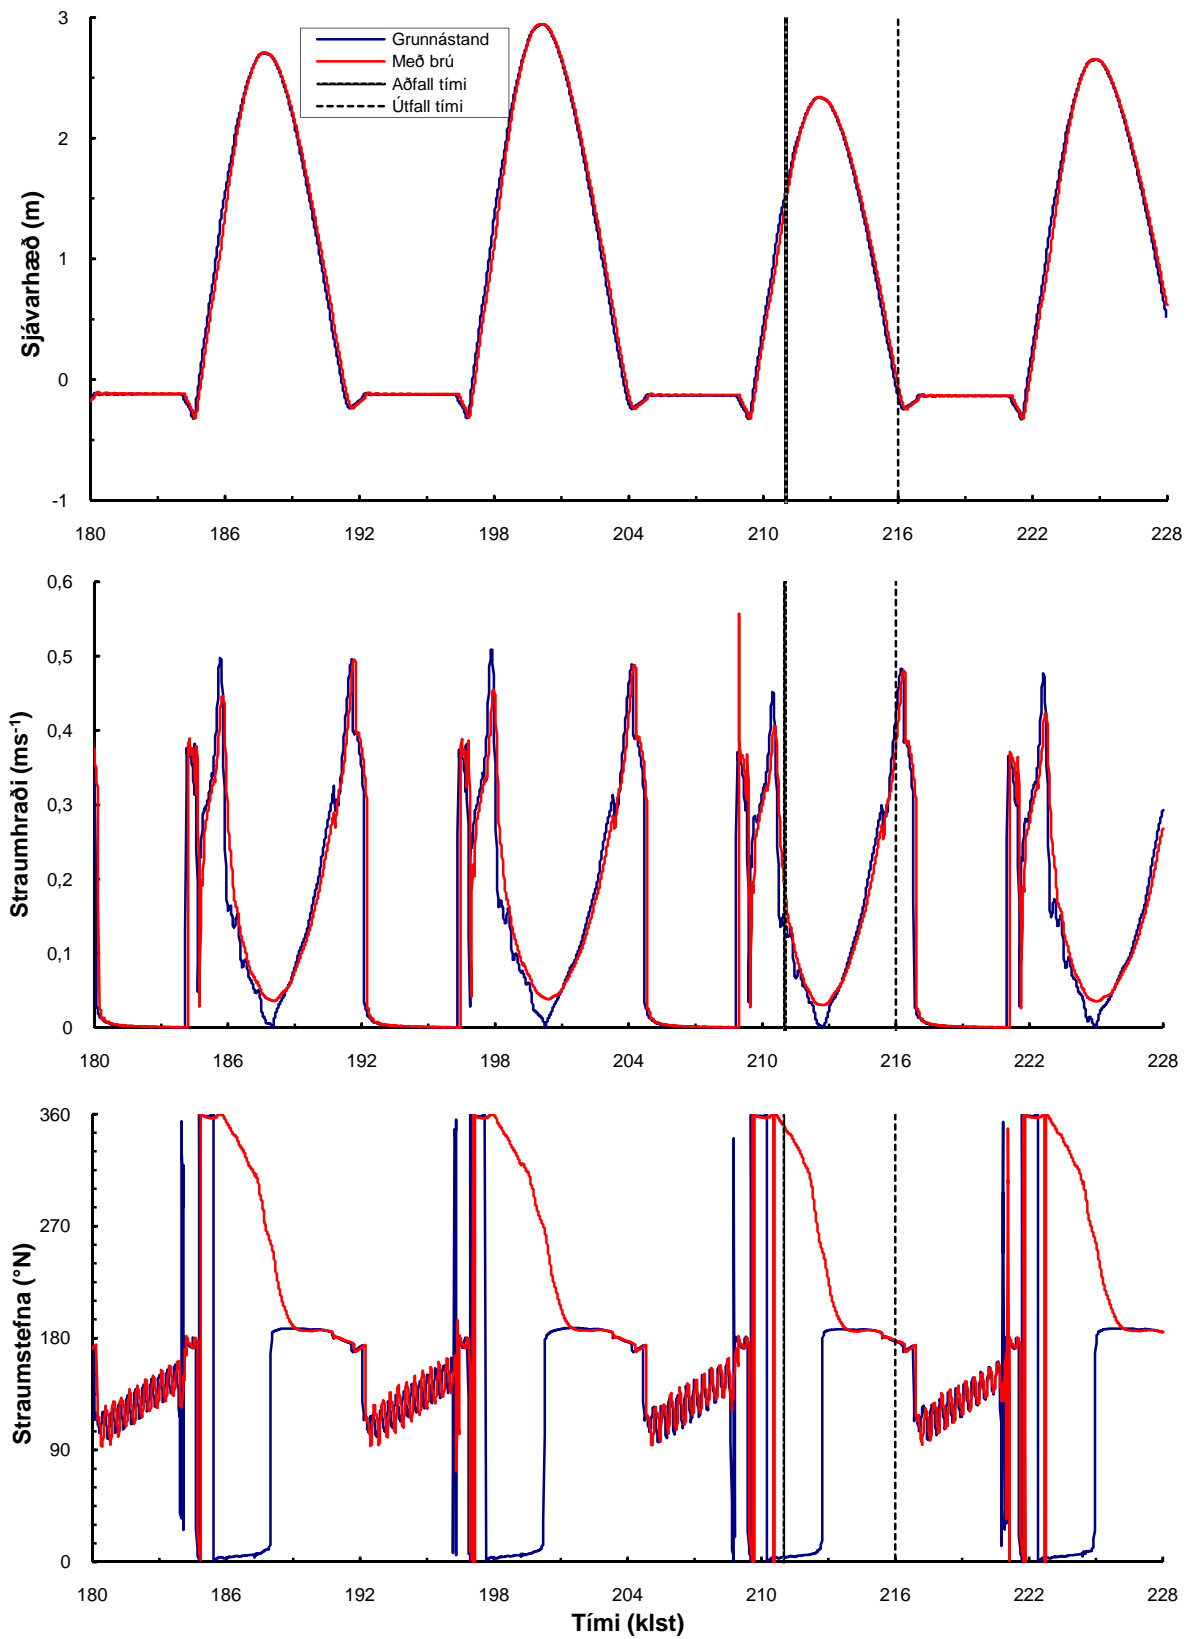 3
2
1
0
-1
Sjávarhæð (m)
Grunnástand
Með brú
Aðfall tími
Útfall tími
180 186 192 198 204 210 216 222 228
0,6
0,5
0,4
0,3
0,2
0,1
0
Straumhraði (ms⁻¹)
180 186 192 198 204 210 216 222 228
360
270
180
90
0
Straumstefna (°N)
180 186 192 198 204 210 216 222 228
Tími (klst)